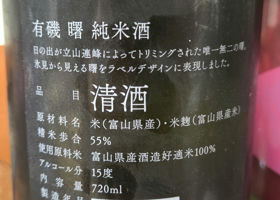 有磯 曙 純米酒
日の出が立山連峰によってトリミングされた唯一無二の曙。
氷見から見える曙をラベルデザインに表現しました。
品目 清酒
原材料名 米(富山県産)・米麹(富山県産米)
精米歩合 55%
使用原料米 富山県産酒造好適米100%
アルコール分 15度
内容量 720ml
製造年月